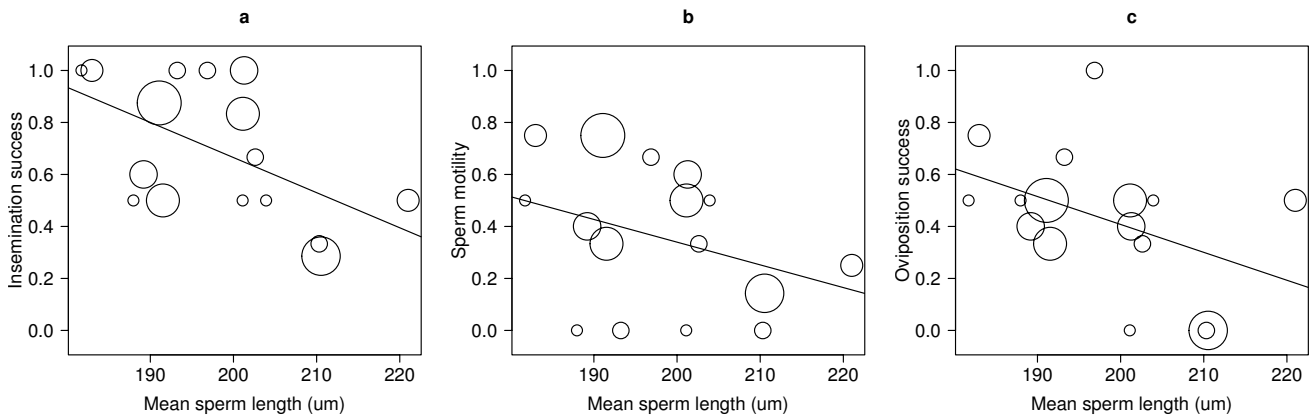 a
Insemination success
1.0
0.8
0.6
0.4
0.2
0.0
190 200 210 220
Mean sperm length (um)
b
Sperm motility
1.0
0.8
0.6
0.4
0.2
0.0
190 200 210 220
Mean sperm length (um)
c
Oviposition success
1.0
0.8
0.6
0.4
0.2
0.0
190 200 210 220
Mean sperm length (um)